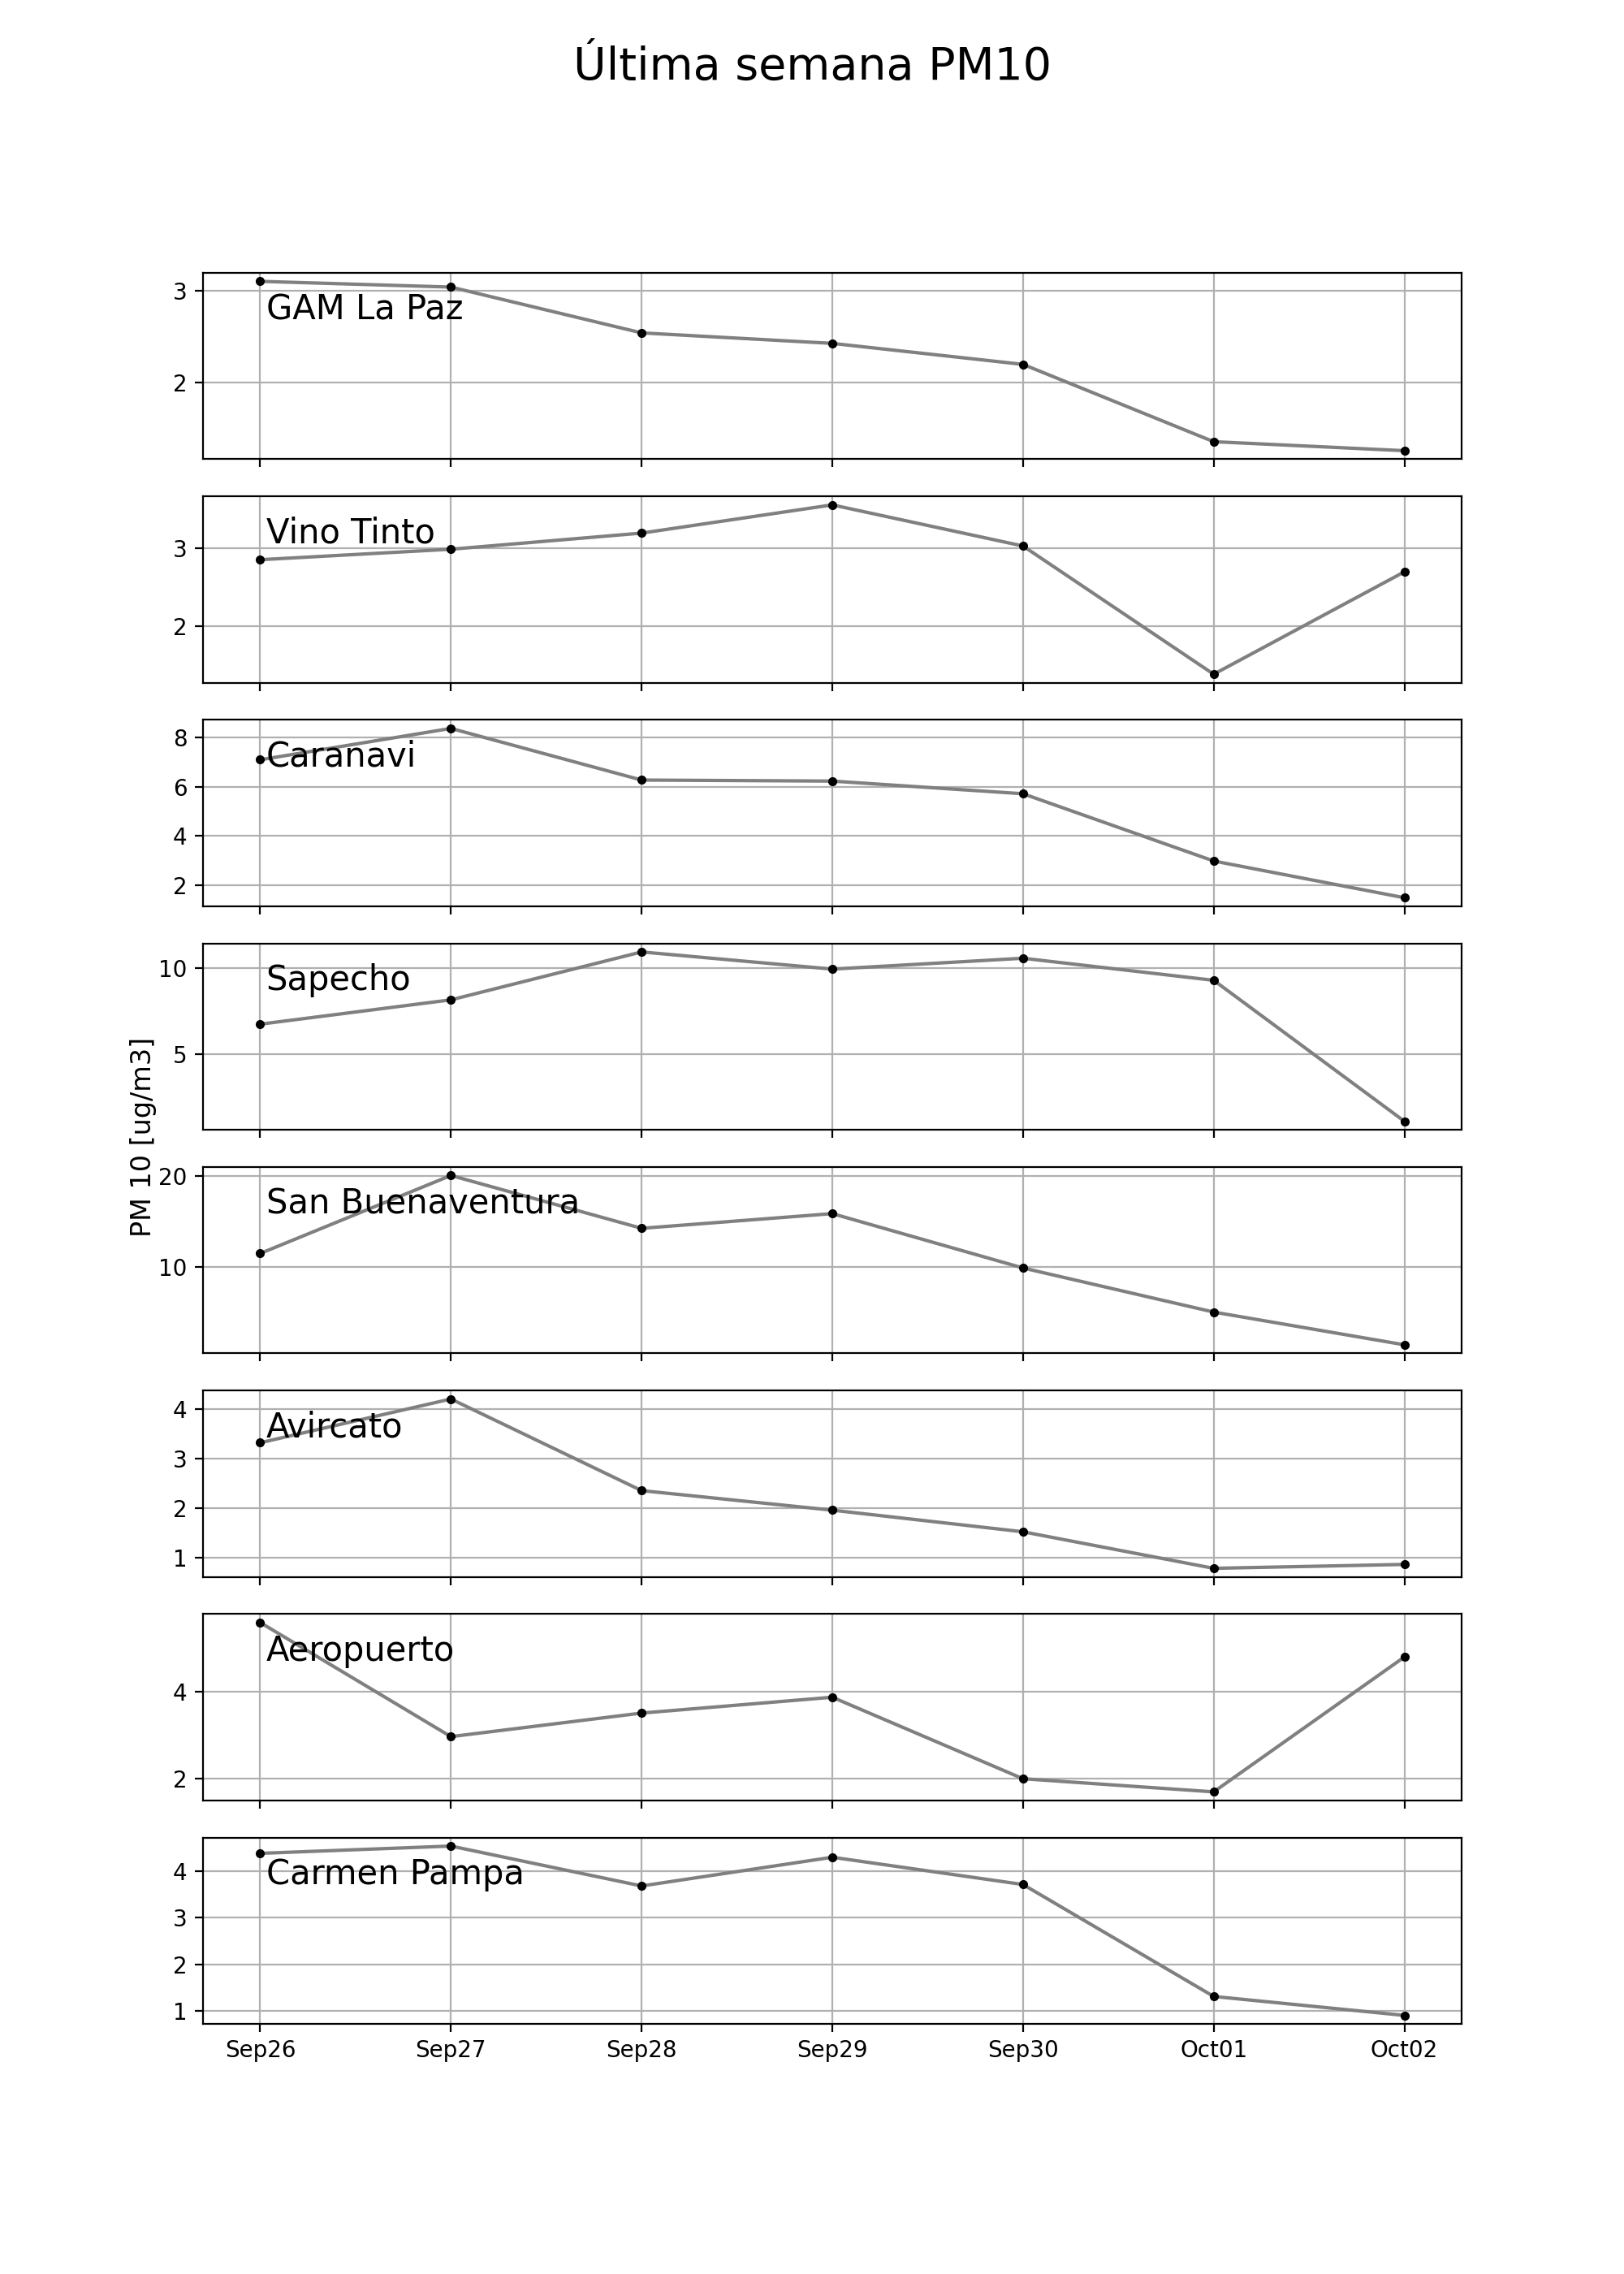 Última semana PM10
3
GAM La Paz
2
Vino Tinto
3
2
8
Caranavi
6
4
2
10
Sapecho
5
PM 10 [ug/m3]
20
San Buenaventura
10
4
Avircato
3
2
1
Aeropuerto
4
2
4
Carmen Pampa
3
2
1
Sep26 Sep27 Sep28 Sep29 Sep30 Oct01 Oct02